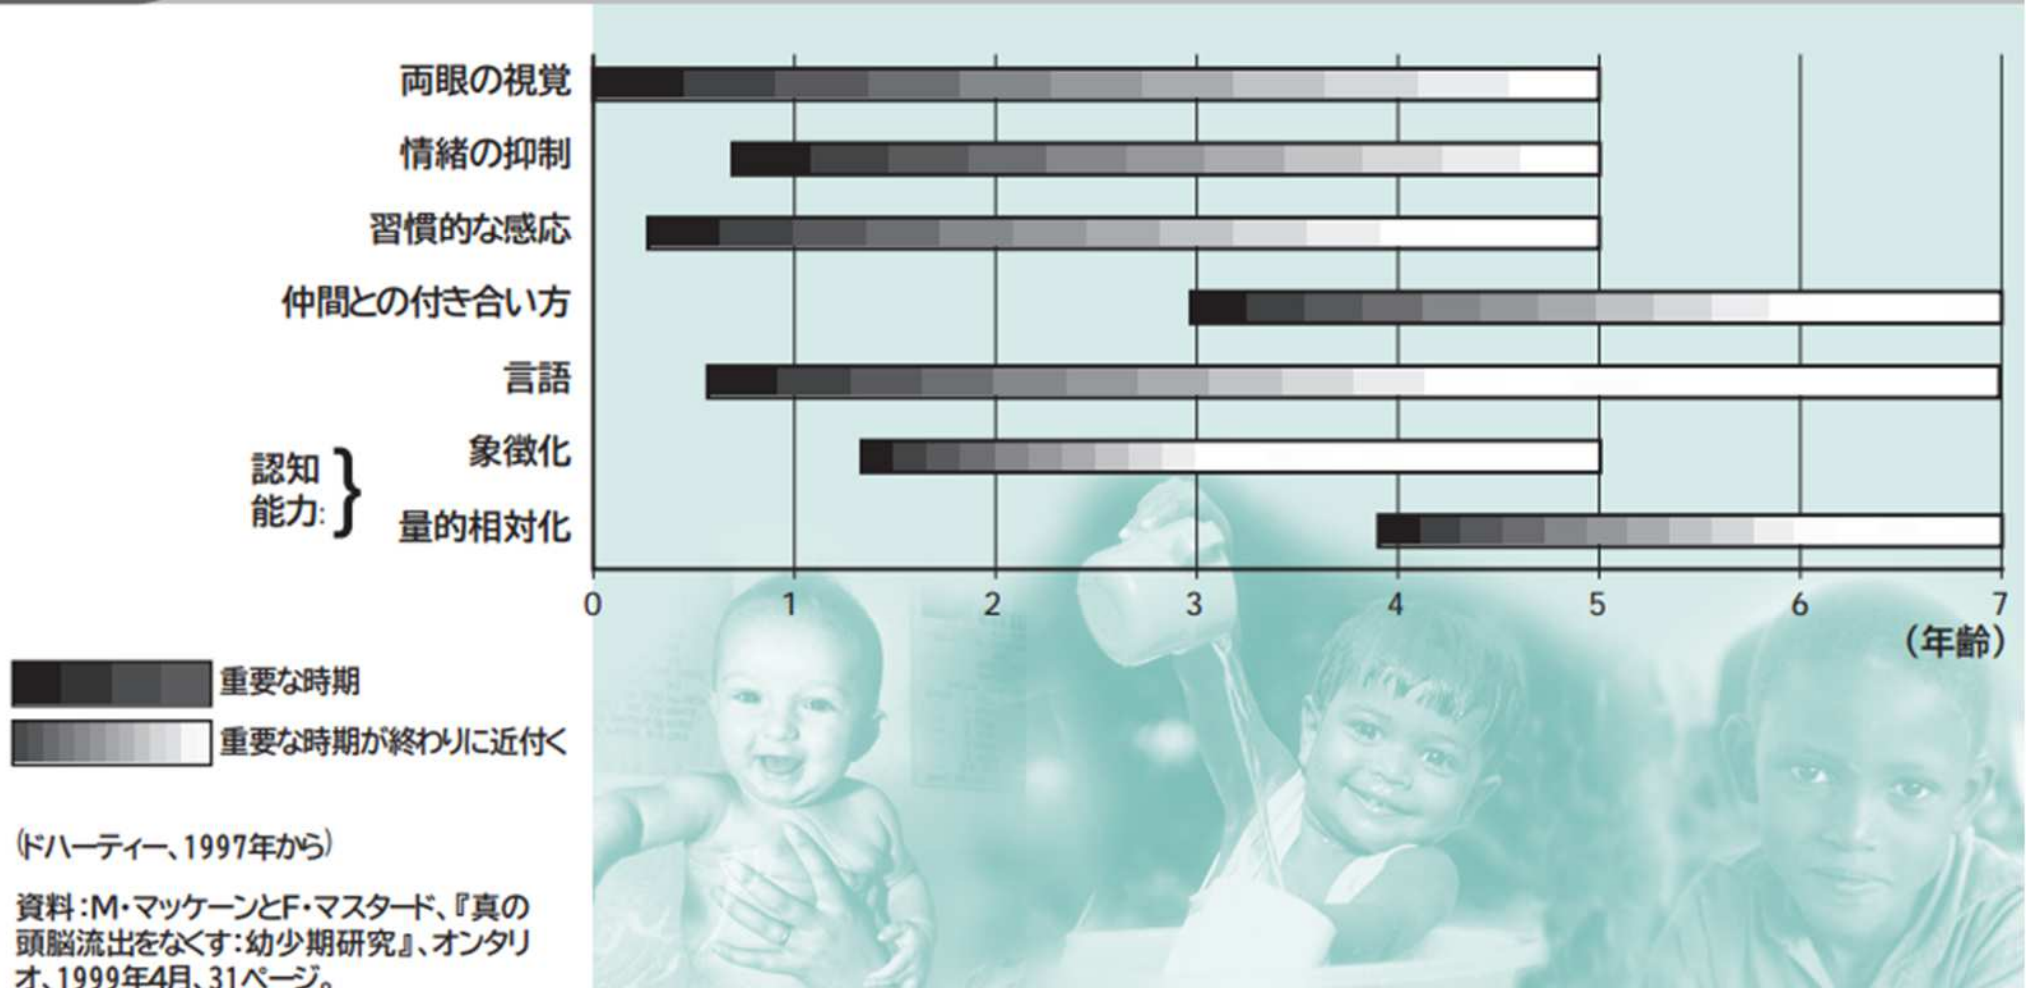 両眼の視覚
情緒の抑制
習慣的な感応
仲間との付き合い方
言語
認知
能力:
象徴化
量的相対化
0 1 2 3 4 5 6 7
(年齢)
重要な時期
重要な時期が終わりに近付く
(ドハーティー、1997年から)
資料:M・マッケーンとF・マスタード、『真の
頭脳流出をなくす:幼少期研究』、オンタリ
オ、1999年4月、31ページ。